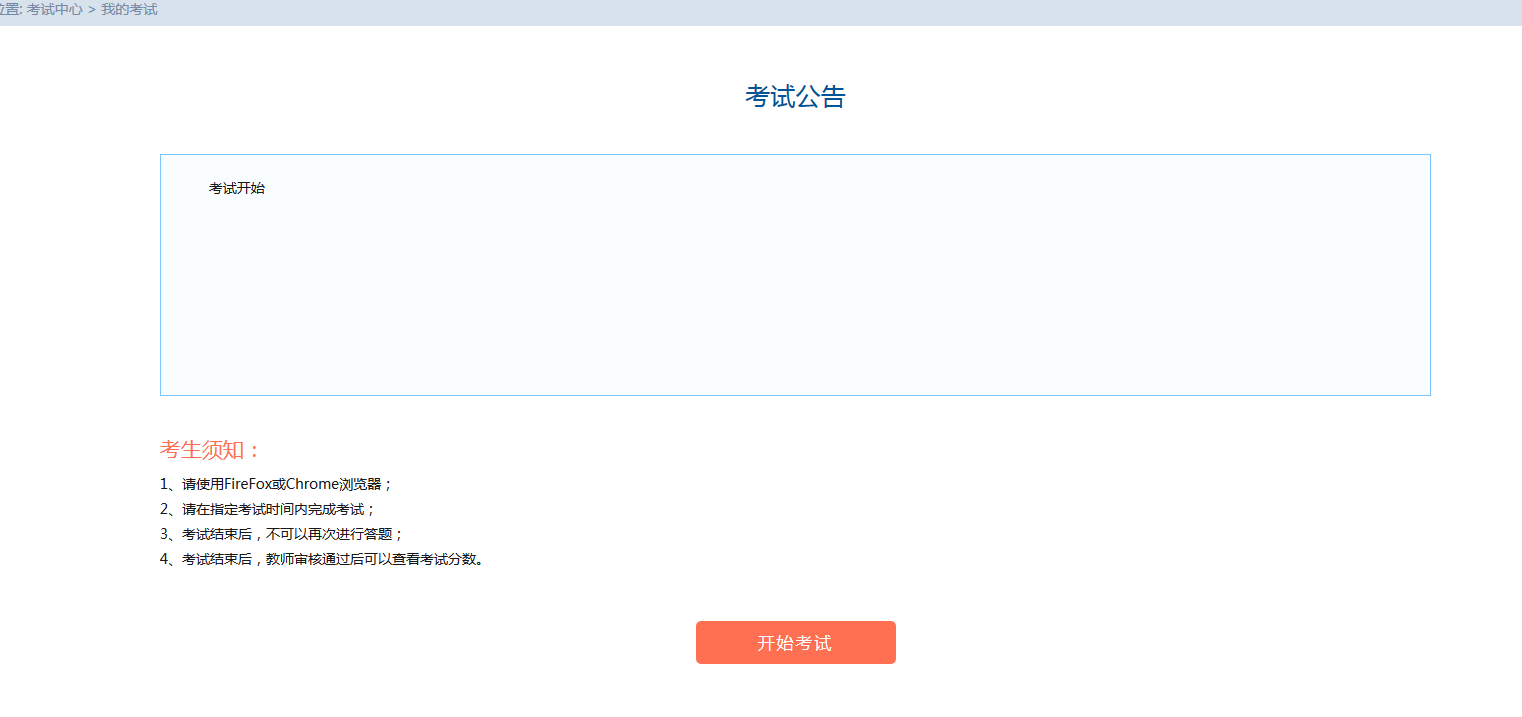 位置: 考试中心 > 我的考试
考试公告
考试开始
考生须知：
1、请使用FireFox或Chrome浏览器；
2、请在指定考试时间内完成考试；
3、考试结束后，不可以再次进行答题；
4、考试结束后，教师审核通过后可以查看考试分数。
开始考试